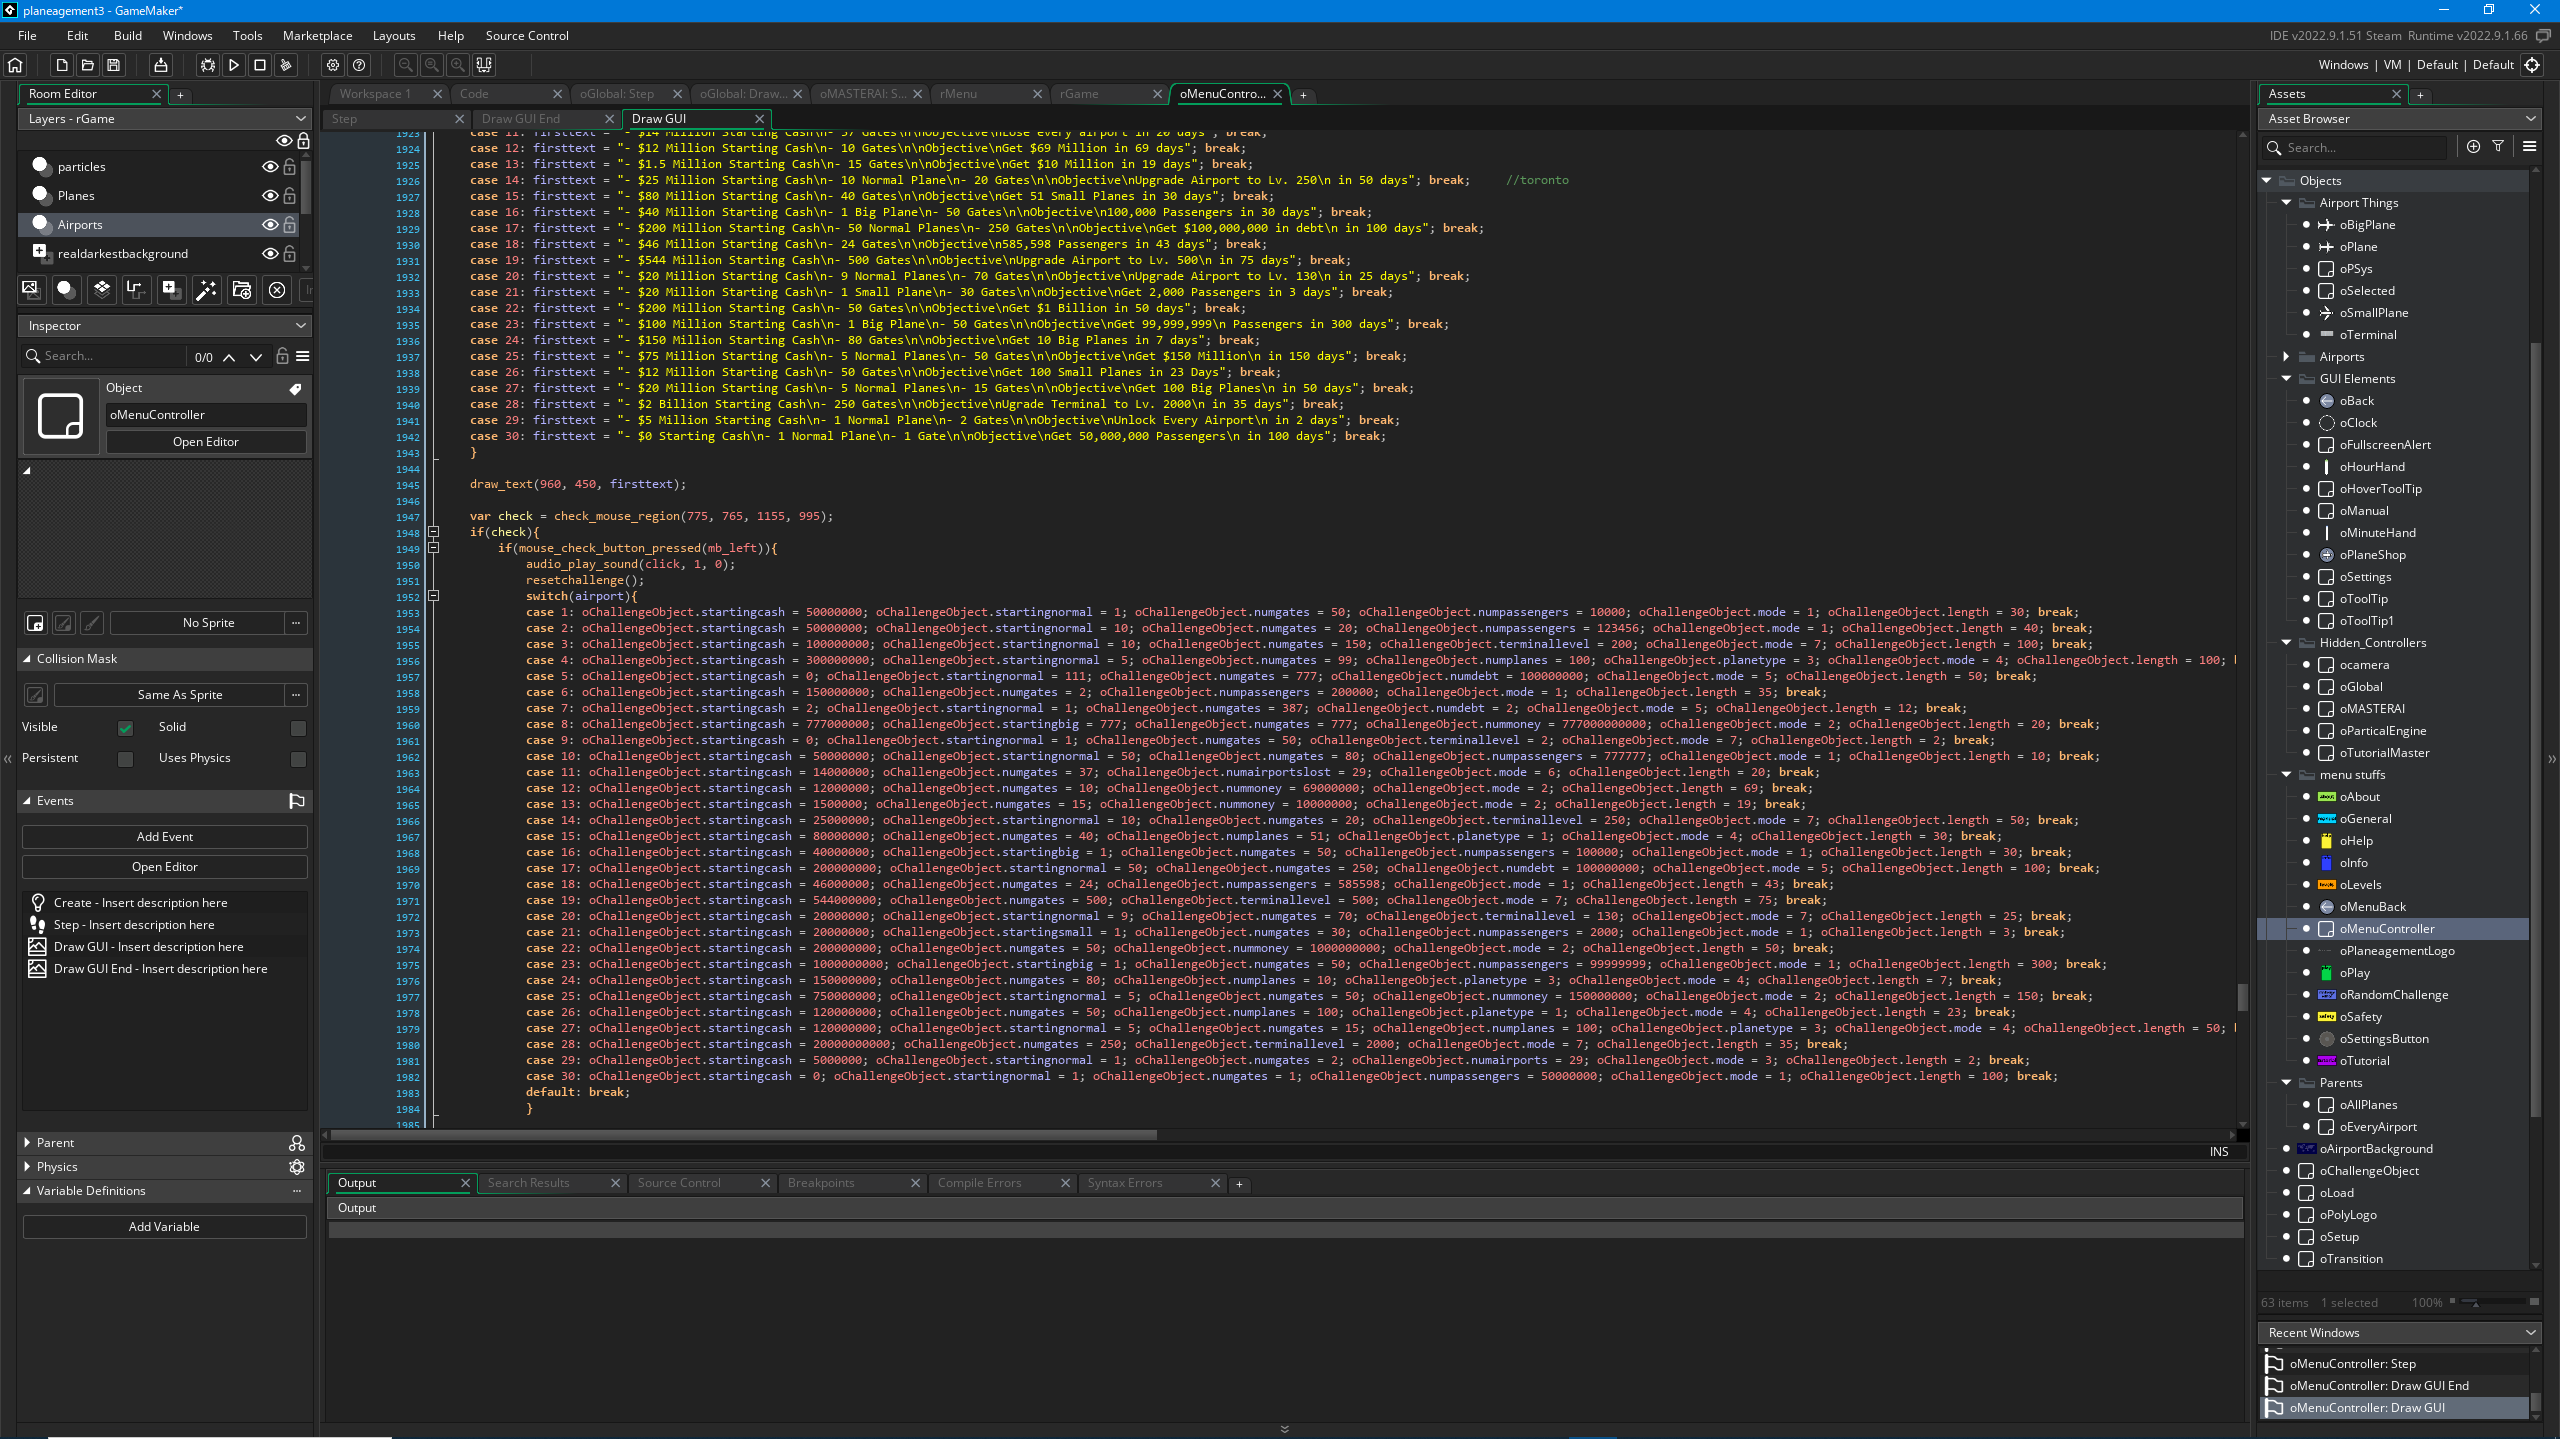 planeagement3 - GameMaker*
File Edit Build Windows Tools Marketplace Layouts Help Source Control
IDE v2022.9.1.51 Steam Runtime v2022.9.1.66
Windows | VM | Default | Default
Room Editor
Layers - rGame
particles
Planes
Airports
realdarkestbackground
Inspector
Search... 0/0
Object
oMenuController
Open Editor
No Sprite ...
Collision Mask
Same As Sprite ...
Visible Solid
Persistent Uses Physics
Events
Add Event
Open Editor
Create - Insert description here
Step - Insert description here
Draw GUI - Insert description here
Draw GUI End - Insert description here
Parent
Physics
Variable Definitions ...
Add Variable
Workspace 1 Code oGlobal: Step oGlobal: Draw... oMASTERAI: S... rMenu rGame oMenuContro...
Step Draw GUI End Draw GUI
1923 case 11: firsttext = "- $14 Million Starting Cash\n- 37 Gates\n\nObjective\nLose every airport in 20 days"; break;
1924 case 12: firsttext = "- $12 Million Starting Cash\n- 10 Gates\n\nObjective\nGet $69 Million in 69 days"; break;
1925 case 13: firsttext = "- $1.5 Million Starting Cash\n- 15 Gates\n\nObjective\nGet $10 Million in 19 days"; break;
1926 case 14: firsttext = "- $25 Million Starting Cash\n- 10 Normal Plane\n- 20 Gates\n\nObjective\nUpgrade Airport to Lv. 250\n in 50 days"; break; //toronto
1927 case 15: firsttext = "- $80 Million Starting Cash\n- 40 Gates\n\nObjective\nGet 51 Small Planes in 30 days"; break;
1928 case 16: firsttext = "- $40 Million Starting Cash\n- 1 Big Plane\n- 50 Gates\n\nObjective\n100,000 Passengers in 30 days"; break;
1929 case 17: firsttext = "- $200 Million Starting Cash\n- 50 Normal Planes\n- 250 Gates\n\nObjective\nGet $100,000,000 in debt\n in 100 days"; break;
1930 case 18: firsttext = "- $46 Million Starting Cash\n- 24 Gates\n\nObjective\n585,598 Passengers in 43 days"; break;
1931 case 19: firsttext = "- $544 Million Starting Cash\n- 500 Gates\n\nObjective\nUpgrade Airport to Lv. 500\n in 75 days"; break;
1932 case 20: firsttext = "- $20 Million Starting Cash\n- 9 Normal Planes\n- 70 Gates\n\nObjective\nUpgrade Airport to Lv. 130\n in 25 days"; break;
1933 case 21: firsttext = "- $20 Million Starting Cash\n- 1 Small Plane\n- 30 Gates\n\nObjective\nGet 2,000 Passengers in 3 days"; break;
1934 case 22: firsttext = "- $200 Million Starting Cash\n- 50 Gates\n\nObjective\nGet $1 Billion in 50 days"; break;
1935 case 23: firsttext = "- $100 Million Starting Cash\n- 1 Big Plane\n- 50 Gates\n\nObjective\nGet 99,999,999\n Passengers in 300 days"; break;
1936 case 24: firsttext = "- $150 Million Starting Cash\n- 80 Gates\n\nObjective\nGet 10 Big Planes in 7 days"; break;
1937 case 25: firsttext = "- $75 Million Starting Cash\n- 5 Normal Planes\n- 50 Gates\n\nObjective\nGet $150 Million\n in 150 days"; break;
1938 case 26: firsttext = "- $12 Million Starting Cash\n- 50 Gates\n\nObjective\nGet 100 Small Planes in 23 Days"; break;
1939 case 27: firsttext = "- $20 Million Starting Cash\n- 5 Normal Planes\n- 15 Gates\n\nObjective\nGet 100 Big Planes\n in 50 days"; break;
1940 case 28: firsttext = "- $2 Billion Starting Cash\n- 250 Gates\n\nObjective\nUgrade Terminal to Lv. 2000\n in 35 days"; break;
1941 case 29: firsttext = "- $5 Million Starting Cash\n- 1 Normal Plane\n- 2 Gates\n\nObjective\nUnlock Every Airport\n in 2 days"; break;
1942 case 30: firsttext = "- $0 Starting Cash\n- 1 Normal Plane\n- 1 Gate\n\nObjective\nGet 50,000,000 Passengers\n in 100 days"; break;
1943 }
1944
1945 draw_text(960, 450, firsttext);
1946
1947 var check = check_mouse_region(775, 765, 1155, 995);
1948 if(check){
1949 if(mouse_check_button_pressed(mb_left)){
1950 audio_play_sound(click, 1, 0);
1951 resetchallenge();
1952 switch(airport){
1953 case 1: oChallengeObject.startingcash = 50000000; oChallengeObject.startingnormal = 1; oChallengeObject.numgates = 50; oChallengeObject.numpassengers = 10000; oChallengeObject.mode = 1; oChallengeObject.length = 30; break;
1954 case 2: oChallengeObject.startingcash = 50000000; oChallengeObject.startingnormal = 10; oChallengeObject.numgates = 20; oChallengeObject.numpassengers = 123456; oChallengeObject.mode = 1; oChallengeObject.length = 40; break;
1955 case 3: oChallengeObject.startingcash = 100000000; oChallengeObject.startingnormal = 10; oChallengeObject.numgates = 150; oChallengeObject.terminallevel = 200; oChallengeObject.mode = 7; oChallengeObject.length = 100; break;
1956 case 4: oChallengeObject.startingcash = 300000000; oChallengeObject.startingnormal = 5; oChallengeObject.numgates = 99; oChallengeObject.numplanes = 100; oChallengeObject.planetype = 3; oChallengeObject.mode = 4; oChallengeObject.length = 100;
1957 case 5: oChallengeObject.startingcash = 0; oChallengeObject.startingnormal = 111; oChallengeObject.numgates = 777; oChallengeObject.numdebt = 100000000; oChallengeObject.mode = 5; oChallengeObject.length = 50; break;
1958 case 6: oChallengeObject.startingcash = 150000000; oChallengeObject.numgates = 2; oChallengeObject.numpassengers = 200000; oChallengeObject.mode = 1; oChallengeObject.length = 35; break;
1959 case 7: oChallengeObject.startingcash = 2; oChallengeObject.startingnormal = 1; oChallengeObject.numgates = 387; oChallengeObject.numdebt = 2; oChallengeObject.mode = 5; oChallengeObject.length = 12; break;
1960 case 8: oChallengeObject.startingcash = 777000000; oChallengeObject.startingbig = 777; oChallengeObject.numgates = 777; oChallengeObject.nummoney = 777000000000; oChallengeObject.mode = 2; oChallengeObject.length = 20; break;
1961 case 9: oChallengeObject.startingcash = 0; oChallengeObject.startingnormal = 1; oChallengeObject.numgates = 50; oChallengeObject.terminallevel = 2; oChallengeObject.mode = 7; oChallengeObject.length = 2; break;
1962 case 10: oChallengeObject.startingcash = 50000000; oChallengeObject.startingnormal = 50; oChallengeObject.numgates = 80; oChallengeObject.numpassengers = 777777; oChallengeObject.mode = 1; oChallengeObject.length = 10; break;
1963 case 11: oChallengeObject.startingcash = 14000000; oChallengeObject.numgates = 37; oChallengeObject.numairportslost = 29; oChallengeObject.mode = 6; oChallengeObject.length = 20; break;
1964 case 12: oChallengeObject.startingcash = 12000000; oChallengeObject.numgates = 10; oChallengeObject.nummoney = 69000000; oChallengeObject.mode = 2; oChallengeObject.length = 69; break;
1965 case 13: oChallengeObject.startingcash = 1500000; oChallengeObject.numgates = 15; oChallengeObject.nummoney = 10000000; oChallengeObject.mode = 2; oChallengeObject.length = 19; break;
1966 case 14: oChallengeObject.startingcash = 25000000; oChallengeObject.startingnormal = 10; oChallengeObject.numgates = 20; oChallengeObject.terminallevel = 250; oChallengeObject.mode = 7; oChallengeObject.length = 50; break;
1967 case 15: oChallengeObject.startingcash = 80000000; oChallengeObject.numgates = 40; oChallengeObject.numplanes = 51; oChallengeObject.planetype = 1; oChallengeObject.mode = 4; oChallengeObject.length = 30; break;
1968 case 16: oChallengeObject.startingcash = 40000000; oChallengeObject.startingbig = 1; oChallengeObject.numgates = 50; oChallengeObject.numpassengers = 100000; oChallengeObject.mode = 1; oChallengeObject.length = 30; break;
1969 case 17: oChallengeObject.startingcash = 200000000; oChallengeObject.startingnormal = 50; oChallengeObject.numgates = 250; oChallengeObject.numdebt = 100000000; oChallengeObject.mode = 5; oChallengeObject.length = 100; break;
1970 case 18: oChallengeObject.startingcash = 46000000; oChallengeObject.numgates = 24; oChallengeObject.numpassengers = 585598; oChallengeObject.mode = 1; oChallengeObject.length = 43; break;
1971 case 19: oChallengeObject.startingcash = 544000000; oChallengeObject.numgates = 500; oChallengeObject.terminallevel = 500; oChallengeObject.mode = 7; oChallengeObject.length = 75; break;
1972 case 20: oChallengeObject.startingcash = 20000000; oChallengeObject.startingnormal = 9; oChallengeObject.numgates = 70; oChallengeObject.terminallevel = 130; oChallengeObject.mode = 7; oChallengeObject.length = 25; break;
1973 case 21: oChallengeObject.startingcash = 20000000; oChallengeObject.startingsmall = 1; oChallengeObject.numgates = 30; oChallengeObject.numpassengers = 2000; oChallengeObject.mode = 1; oChallengeObject.length = 3; break;
1974 case 22: oChallengeObject.startingcash = 200000000; oChallengeObject.numgates = 50; oChallengeObject.nummoney = 1000000000; oChallengeObject.mode = 2; oChallengeObject.length = 50; break;
1975 case 23: oChallengeObject.startingcash = 1000000000; oChallengeObject.startingbig = 1; oChallengeObject.numgates = 50; oChallengeObject.numpassengers = 99999999; oChallengeObject.mode = 1; oChallengeObject.length = 300; break;
1976 case 24: oChallengeObject.startingcash = 150000000; oChallengeObject.numgates = 80; oChallengeObject.numplanes = 10; oChallengeObject.planetype = 3; oChallengeObject.mode = 4; oChallengeObject.length = 7; break;
1977 case 25: oChallengeObject.startingcash = 750000000; oChallengeObject.startingnormal = 5; oChallengeObject.numgates = 50; oChallengeObject.nummoney = 150000000; oChallengeObject.mode = 2; oChallengeObject.length = 150; break;
1978 case 26: oChallengeObject.startingcash = 120000000; oChallengeObject.numgates = 50; oChallengeObject.numplanes = 100; oChallengeObject.planetype = 1; oChallengeObject.mode = 4; oChallengeObject.length = 23; break;
1979 case 27: oChallengeObject.startingcash = 120000000; oChallengeObject.startingnormal = 5; oChallengeObject.numgates = 15; oChallengeObject.numplanes = 100; oChallengeObject.planetype = 3; oChallengeObject.mode = 4; oChallengeObject.length = 50;
1980 case 28: oChallengeObject.startingcash = 20000000000; oChallengeObject.numgates = 250; oChallengeObject.terminallevel = 2000; oChallengeObject.mode = 7; oChallengeObject.length = 35; break;
1981 case 29: oChallengeObject.startingcash = 5000000; oChallengeObject.startingnormal = 1; oChallengeObject.numgates = 2; oChallengeObject.numairports = 29; oChallengeObject.mode = 3; oChallengeObject.length = 2; break;
1982 case 30: oChallengeObject.startingcash = 0; oChallengeObject.startingnormal = 1; oChallengeObject.numgates = 1; oChallengeObject.numpassengers = 50000000; oChallengeObject.mode = 1; oChallengeObject.length = 100; break;
1983 default: break;
1984 }
1985
INS
Output Search Results Source Control Breakpoints Compile Errors Syntax Errors
Output
Assets
Asset Browser
Search...
Objects
Airport Things
oBigPlane
oPlane
oPSys
oSelected
oSmallPlane
oTerminal
Airports
GUI Elements
oBack
oClock
oFullscreenAlert
oHourHand
oHoverToolTip
oManual
oMinuteHand
oPlaneShop
oSettings
oToolTip
oToolTip1
Hidden_Controllers
ocamera
oGlobal
oMASTERAI
oParticalEngine
oTutorialMaster
menu stuffs
oAbout
oGeneral
oHelp
oInfo
oLevels
oMenuBack
oMenuController
oPlaneagementLogo
oPlay
oRandomChallenge
oSafety
oSettingsButton
oTutorial
Parents
oAllPlanes
oEveryAirport
oAirportBackground
oChallengeObject
oLoad
oPolyLogo
oSetup
oTransition
63 items 1 selected 100%
Recent Windows
oMenuController: Step
oMenuController: Draw GUI End
oMenuController: Draw GUI